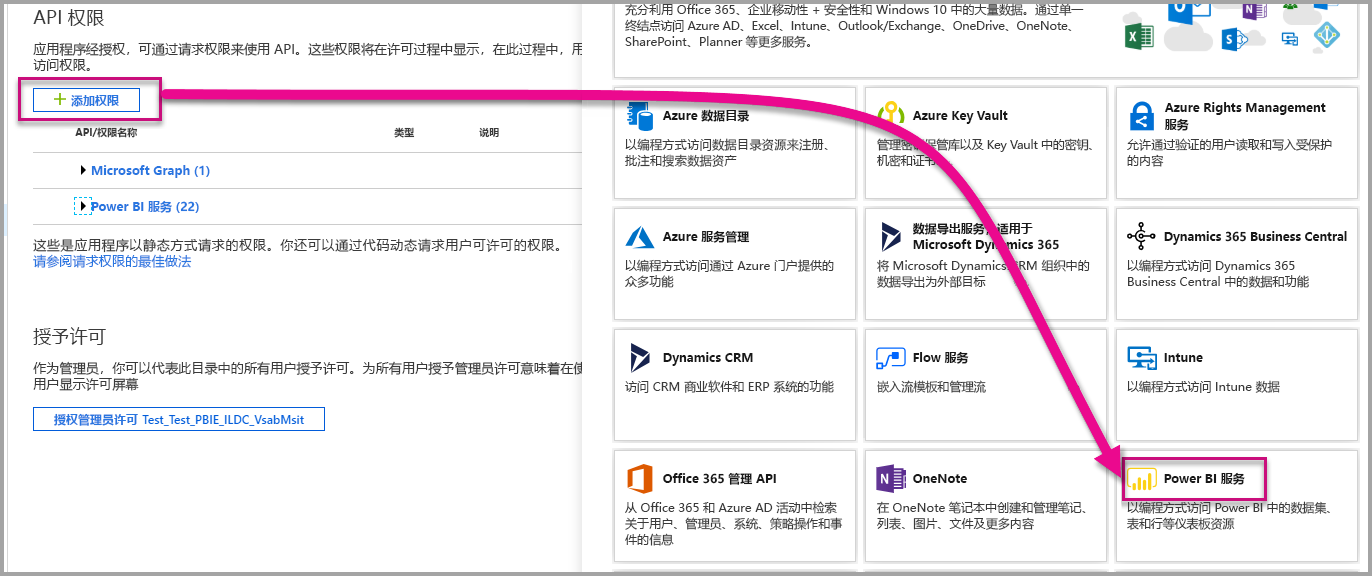 API 权限
应用程序经授权，可通过请求权限来使用 API。这些权限将在许可过程中显示，在此过程中，用
访问权限。
+ 添加权限
API/权限名称 类型 说明
Microsoft Graph (1)
Power BI 服务 (22)
这些是应用程序以静态方式请求的权限。你还可以通过代码动态请求用户可许可的权限。
请参阅请求权限的最佳做法
授予许可
作为管理员，你可以代表此目录中的所有用户授予许可。为所有用户授予管理员许可意味着在使
用户显示许可屏幕
授权管理员许可 Test_Test_PBIE_ILDC_VsabMsit
充分利用 Office 365、企业移动性 + 安全性和 Windows 10 中的大量数据。通过单一
终结点访问 Azure AD、Excel、Intune、Outlook/Exchange、OneDrive、OneNote、
SharePoint、Planner 等更多服务。
Azure 数据目录
以编程方式访问数据目录资源来注册、
批注和搜索数据资产
Azure Key Vault
管理密钥保管库以及 Key Vault 中的密钥、
机密和证书
Azure Rights Management
服务
允许通过验证的用户读取和写入受保护
的内容
Azure 服务管理
以编程方式访问通过 Azure 门户提供的
众多功能
数据导出服务 适用于
Microsoft Dynamics 365
将 Microsoft Dynamics CRM 组织中的
数据导出为外部目标
Dynamics 365 Business Central
以编程方式访问 Dynamics 365
Business Central 中的数据和功能
Dynamics CRM
访问 CRM 商业软件和 ERP 系统的功能
Flow 服务
嵌入流模板和管理流
Intune
以编程方式访问 Intune 数据
Office 365 管理 API
从 Office 365 和 Azure AD 活动中检索
关于用户、管理员、系统、策略操作和事
件的信息
OneNote
在 OneNote 笔记本中创建和管理笔记、
列表、图片、文件及更多内容
Power BI 服务
以编程方式访问 Power BI 中的数据集、
表和行等仪表板资源